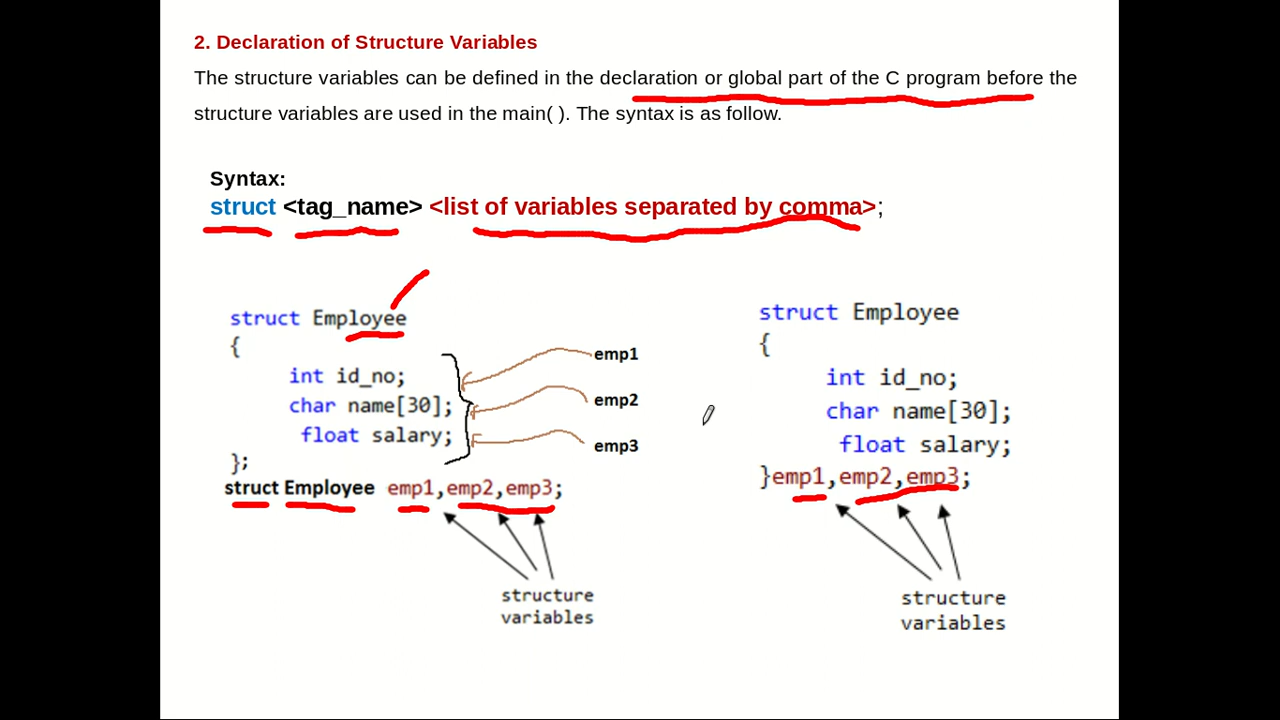 2. Declaration of Structure Variables
The structure variables can be defined in the declaration or global part of the C program before the
structure variables are used in the main( ). The syntax is as follow.
Syntax:
struct <tag_name> <list of variables separated by comma>;
struct Employee
{
int id_no;
char name[30];
float salary;
};
struct Employee emp1,emp2,emp3;
emp1
emp2
emp3
structure
variables
struct Employee
{
int id_no;
char name[30];
float salary;
}emp1,emp2,emp3;
structure
variables